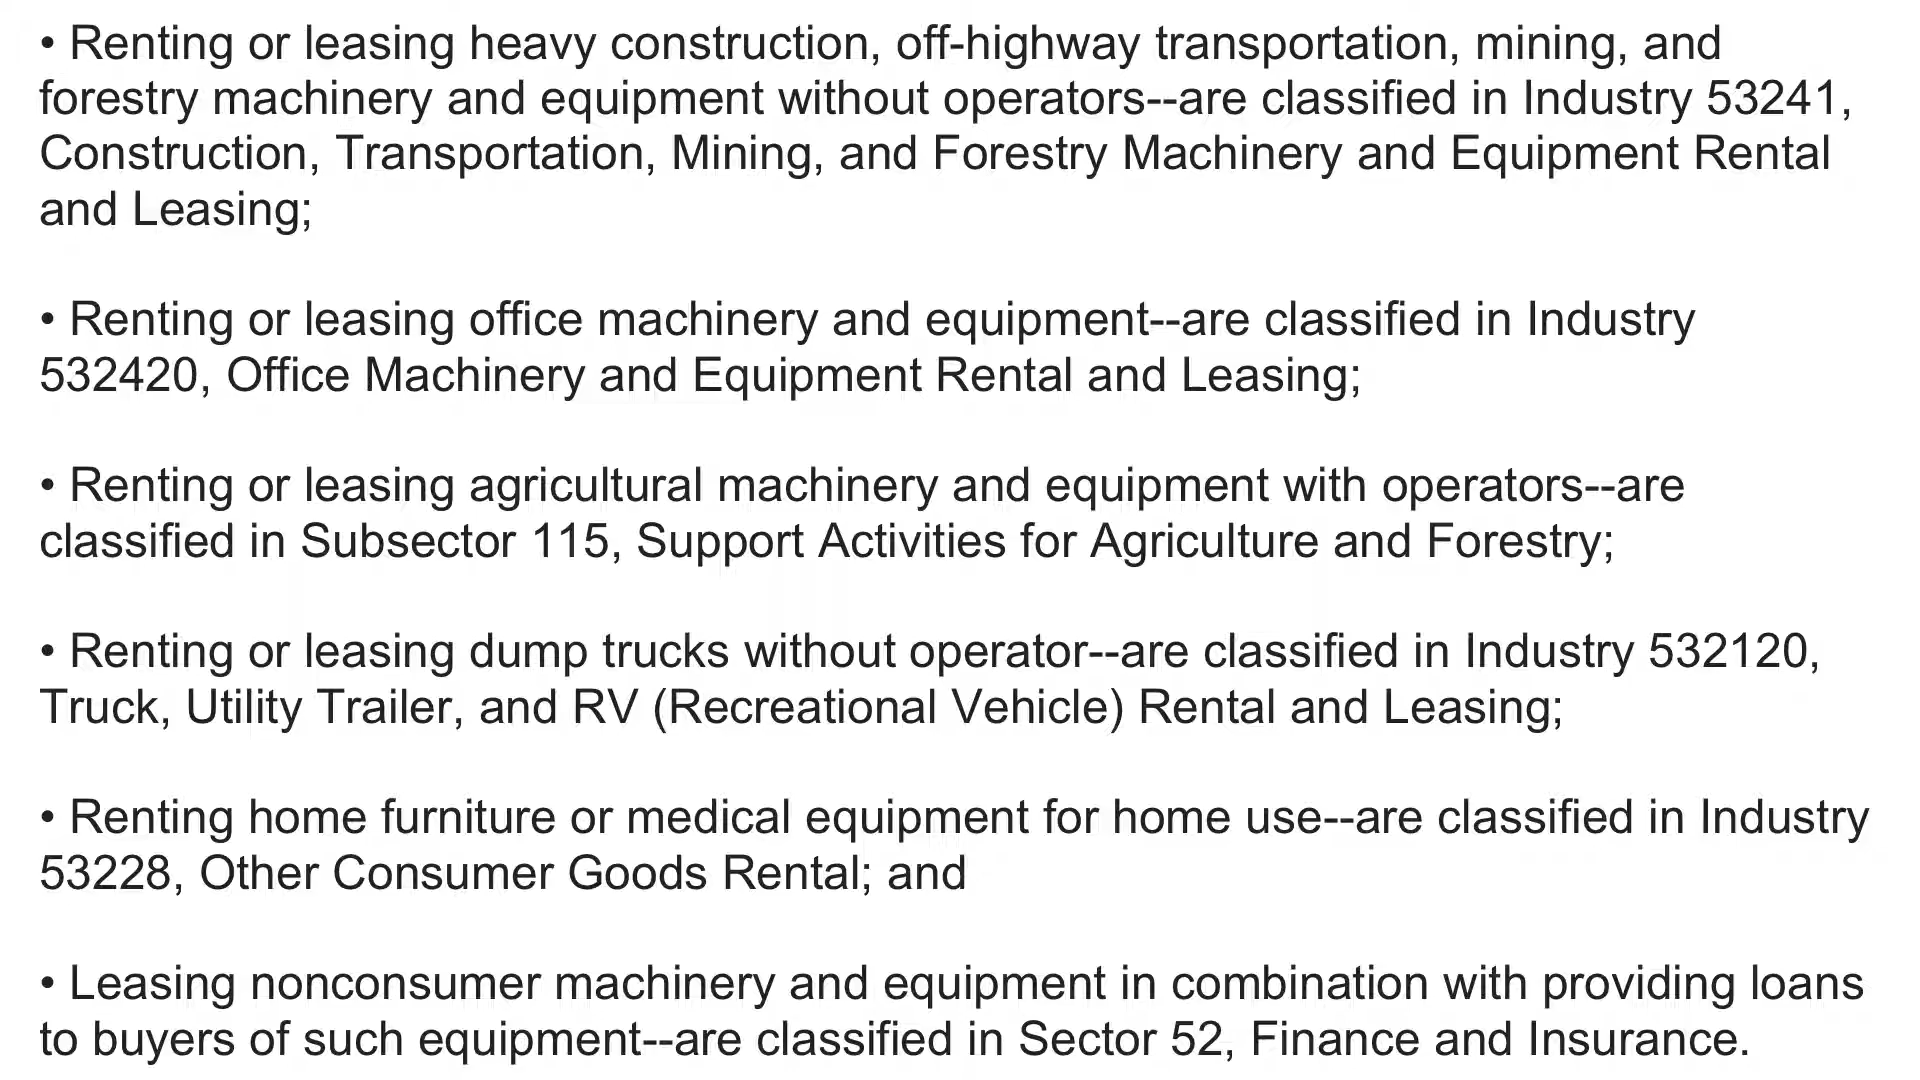 • Renting or leasing heavy construction, off-highway transportation, mining, and
forestry machinery and equipment without operators--are classified in Industry 53241,
Construction, Transportation, Mining, and Forestry Machinery and Equipment Rental
and Leasing;
• Renting or leasing office machinery and equipment--are classified in Industry
532420, Office Machinery and Equipment Rental and Leasing;
• Renting or leasing agricultural machinery and equipment with operators--are
classified in Subsector 115, Support Activities for Agriculture and Forestry;
• Renting or leasing dump trucks without operator--are classified in Industry 532120,
Truck, Utility Trailer, and RV (Recreational Vehicle) Rental and Leasing;
• Renting home furniture or medical equipment for home use--are classified in Industry
53228, Other Consumer Goods Rental; and
• Leasing nonconsumer machinery and equipment in combination with providing loans
to buyers of such equipment--are classified in Sector 52, Finance and Insurance.